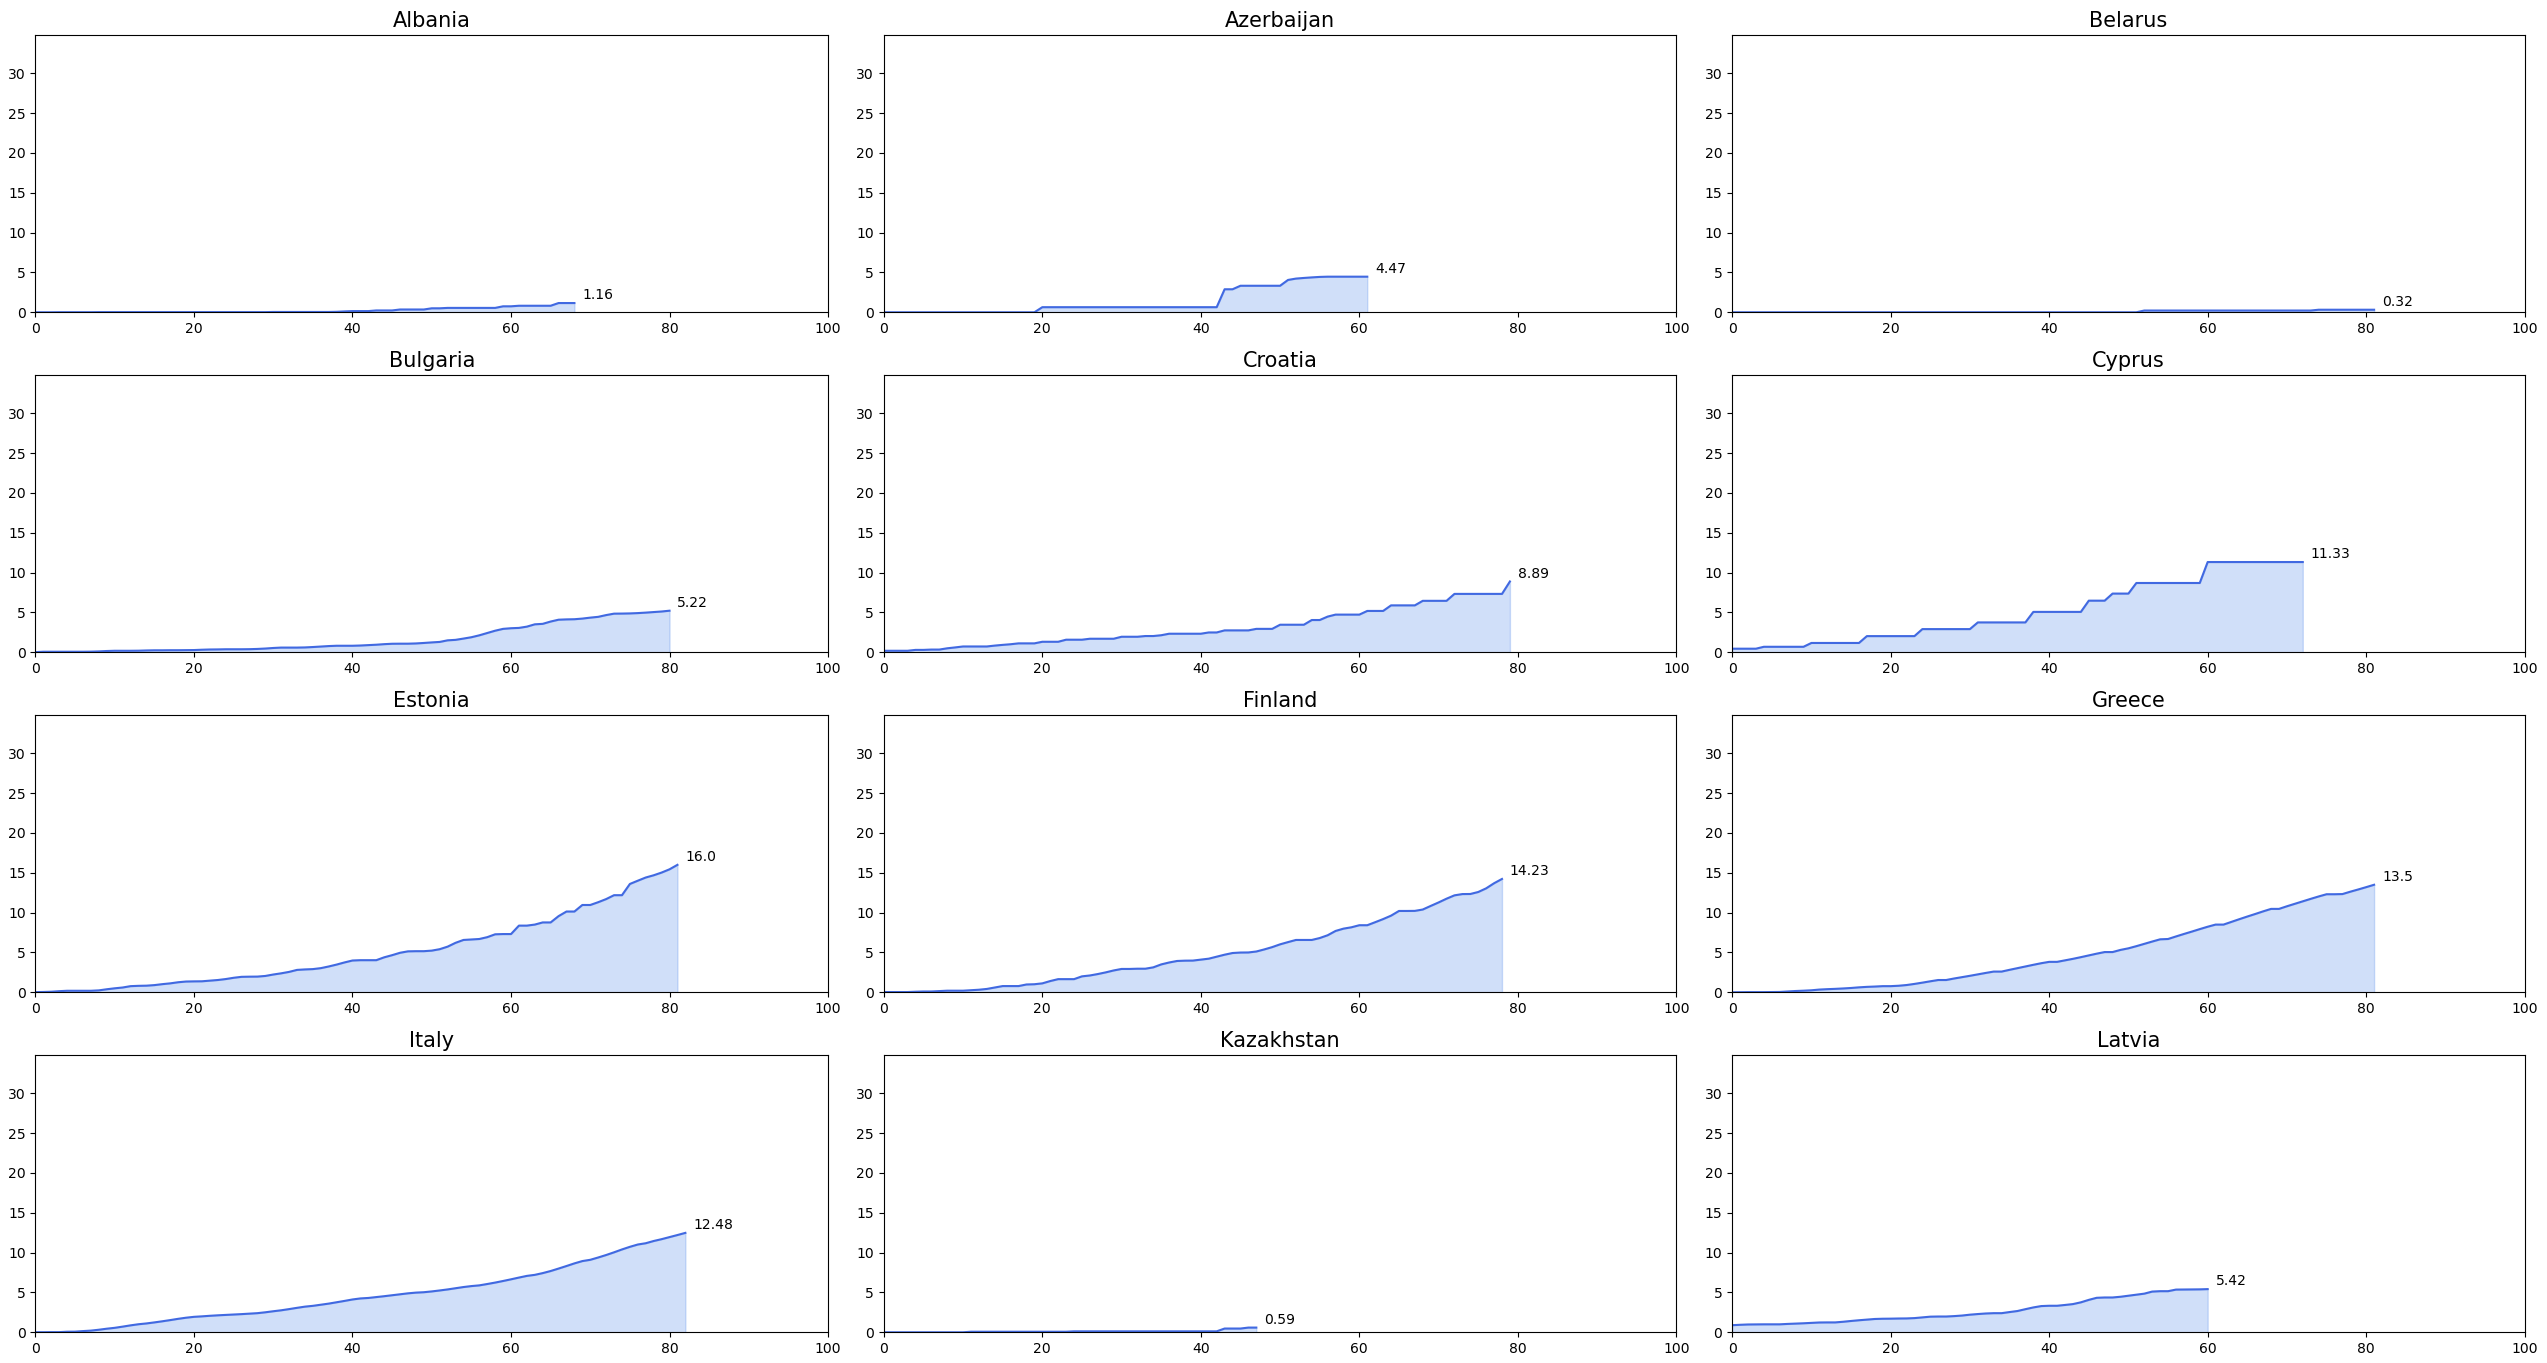 Albania Azerbaijan Belarus
30 30 30
25 25 25
20 20 20
15 15 15
10 10 10
5 1.16 5 4.47 5 0.32
0 0 0
0 20 40 60 80 100 0 20 40 60 80 100 0 20 40 60 80 100
Bulgaria Croatia Cyprus
30 30 30
25 25 25
20 20 20
15 15 15
10 10 8.89 10 11.33
5 5.22 5 5
0 0 0
0 20 40 60 80 100 0 20 40 60 80 100 0 20 40 60 80 100
Estonia Finland Greece
30 30 30
25 25 25
20 20 20
15 16.0 15 14.23 15 13.5
10 10 10
5 5 5
0 0 0
0 20 40 60 80 100 0 20 40 60 80 100 0 20 40 60 80 100
Italy Kazakhstan Latvia
30 30 30
25 25 25
20 20 20
15 12.48 15 15
10 10 10
5 5 5 5.42
0 0 0.59 0
0 20 40 60 80 100 0 20 40 60 80 100 0 20 40 60 80 100